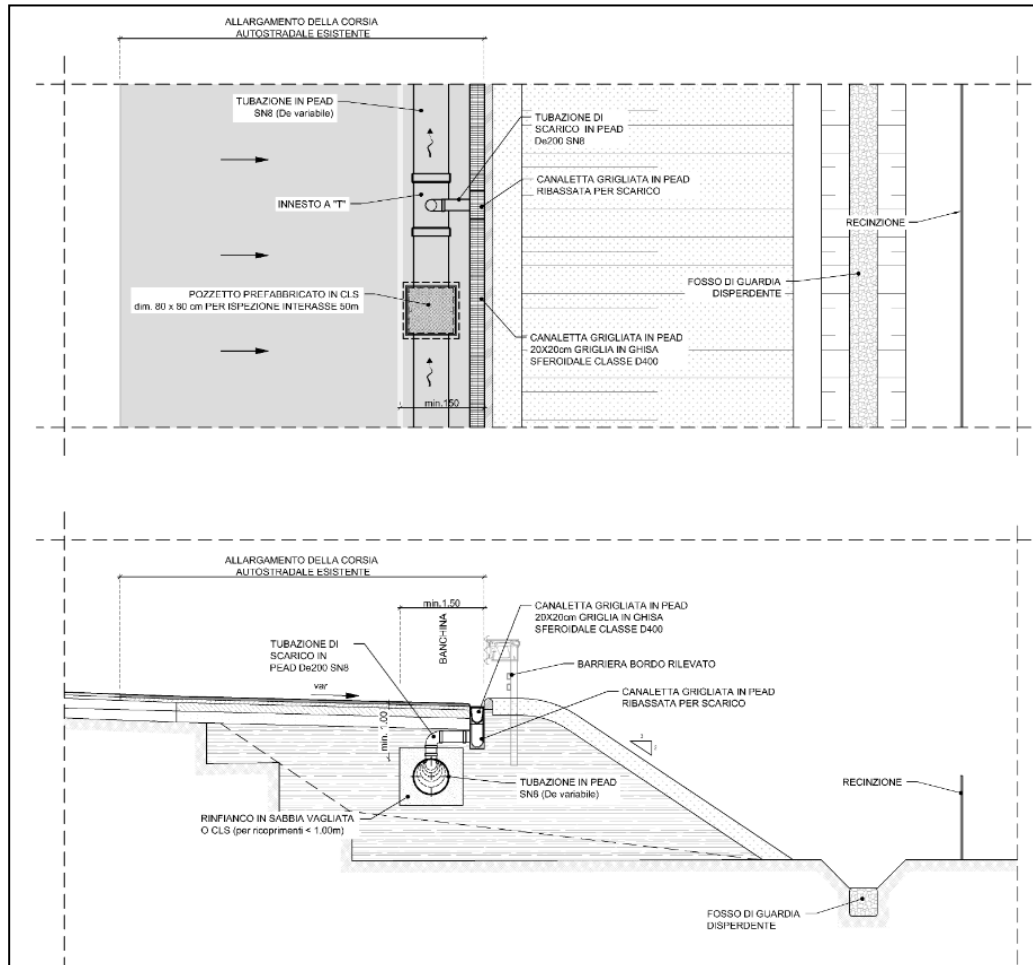 ALLARGAMENTO DELLA CORSIA
AUTOSTRADALE ESISTENTE
TUBAZIONE IN PEAD
SN8 (De variabile)
TUBAZIONE DI
SCARICO IN PEAD
De200 SN8
CANALETTA GRIGLIATA IN PEAD
RIBASSATA PER SCARICO
INNESTO A "T"
RECINZIONE
FOSSO DI GUARDIA
DISPERDENTE
POZZETTO PREFABBRICATO IN CLS
dim. 80 x 80 cm PER ISPEZIONE INTERASSE 50m
CANALETTA GRIGLIATA IN PEAD
20X20cm GRIGLIA IN GHISA
SFEROIDALE CLASSE D400
min.150
ALLARGAMENTO DELLA CORSIA
AUTOSTRADALE ESISTENTE
min.1.50
BANCHINA
CANALETTA GRIGLIATA IN PEAD
20X20cm GRIGLIA IN GHISA
SFEROIDALE CLASSE D400
TUBAZIONE DI
SCARICO IN
PEAD De200 SN8
BARRIERA BORDO RILEVATO
var
CANALETTA GRIGLIATA IN PEAD
RIBASSATA PER SCARICO
min. 1.00
TUBAZIONE IN PEAD
SN8 (De variabile)
RECINZIONE
RINFIANCO IN SABBIA VAGLIATA
O CLS (per ricoprimenti < 1.00m)
FOSSO DI GUARDIA
DISPERDENTE